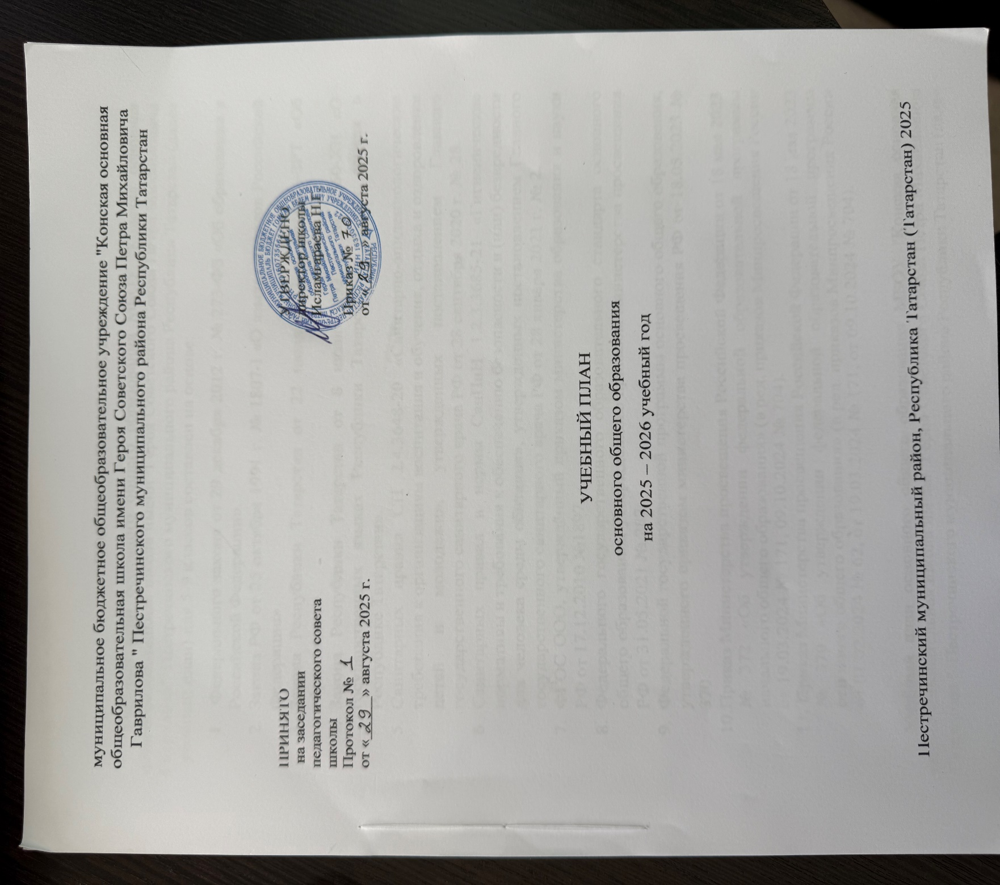 муниципальное бюджетное общеобразовательное учреждение "Конская основная
общеобразовательная школа имени Героя Советского Союза Петра Михайловича
Гаврилова " Пестречинского муниципального района Республики Татарстан
ПРИНЯТО
на заседании
педагогического совета
школы
Протокол № 1
от «29» августа 2025 г.
УТВЕРЖДЕНО
директор школы
Исламгараева Н.Г
Приказ № 70
от «29» августа 2025 г.
УЧЕБНЫЙ ПЛАН
основного общего образования
на 2025 – 2026 учебный год
Пестречинский муниципальный район, Республика Татарстан (Татарстан) 2025